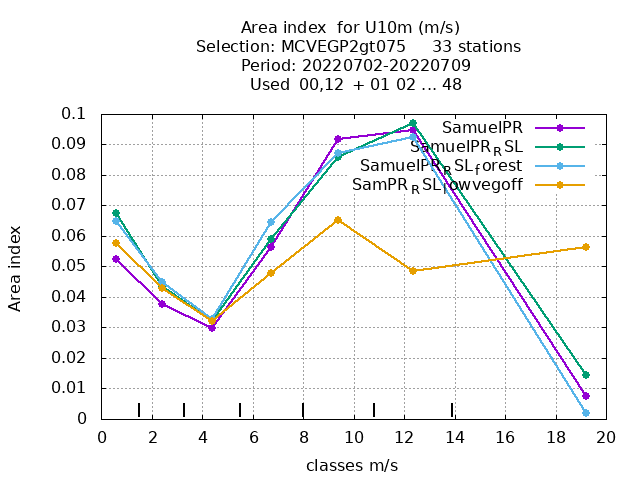 Area index  for U10m (m/s)
Selection: MCVEGP2gt075     33 stations
Period: 20220702-20220709
Used  00,12  + 01 02 ... 48
0.1
0.09
0.08
0.07
0.06
0.05
0.04
0.03
0.02
0.01
0
Area index
SamuelPR
SamuelPR_RSL
SamuelPR_RSL_forest
SamPR_RSL_lowvegoff
0 2 4 6 8 10 12 14 16 18 20
classes m/s